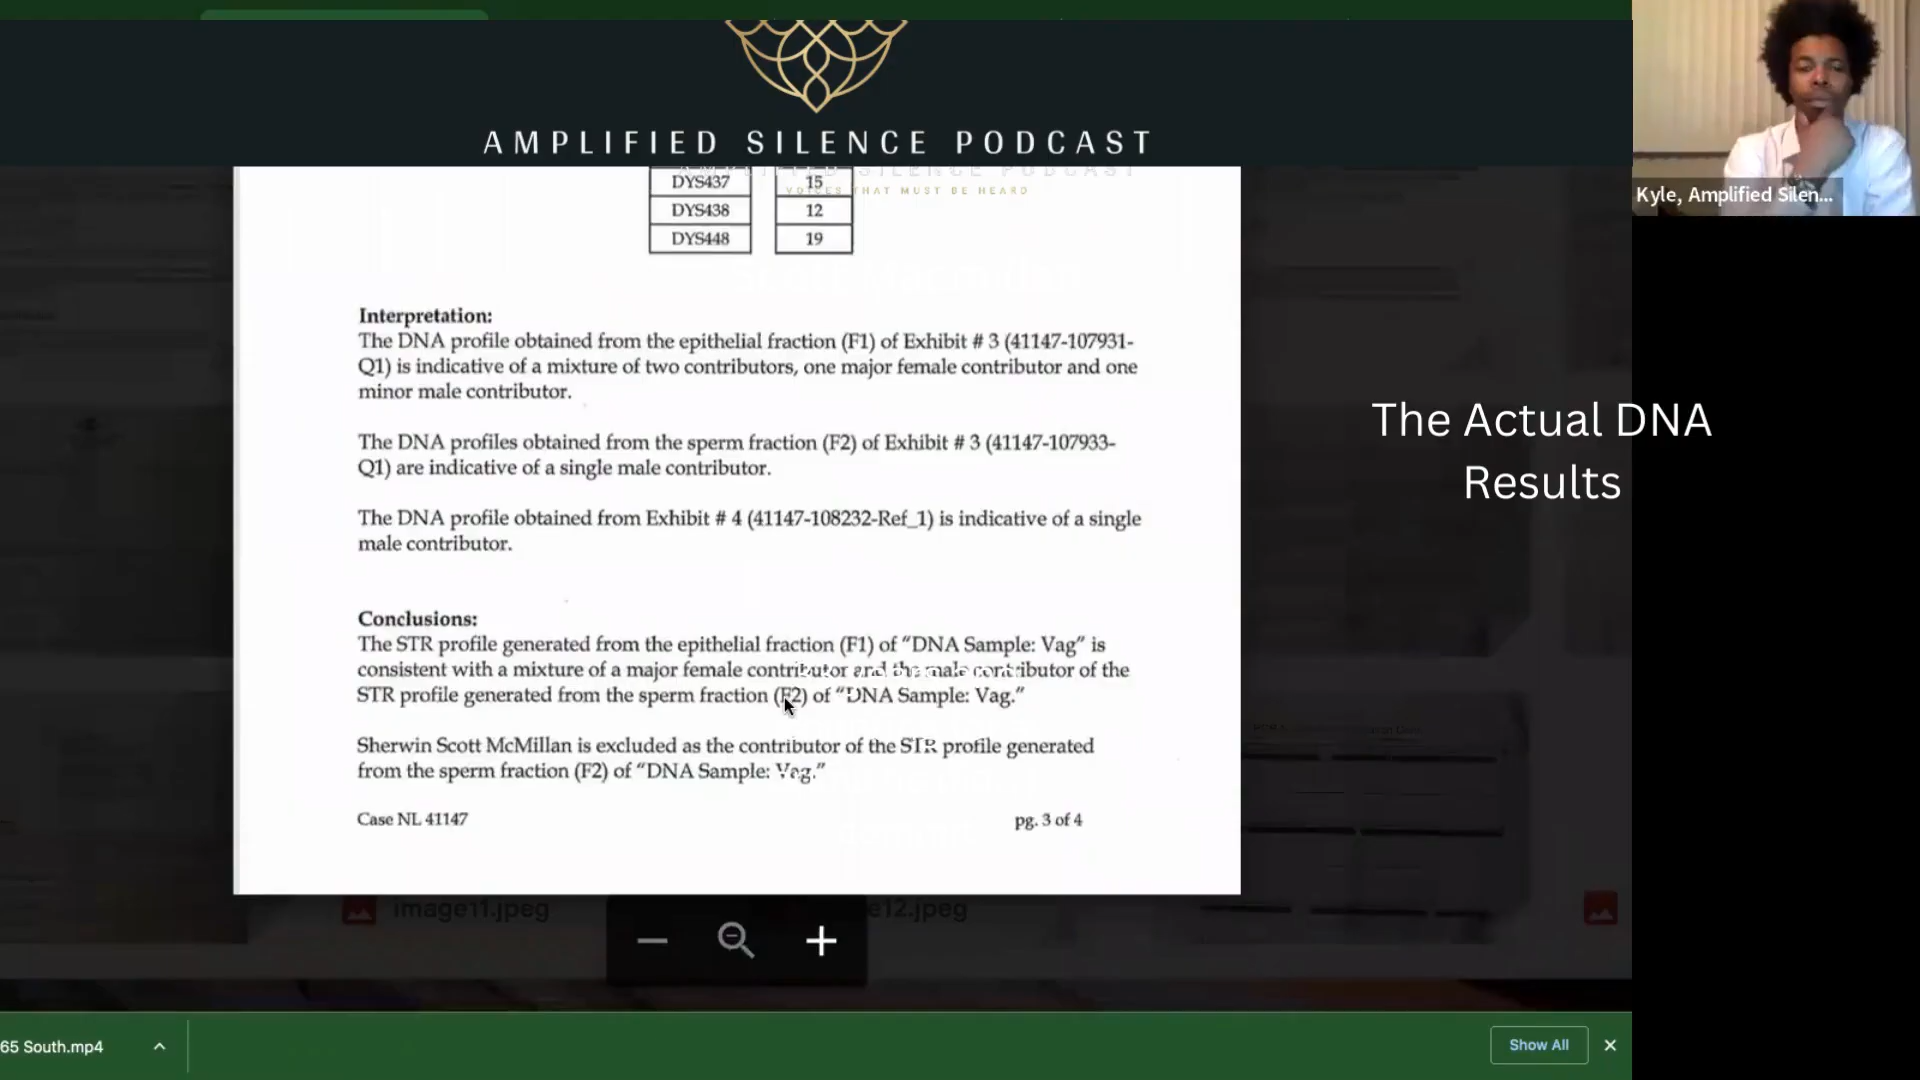 AMPLIFIED SILENCE PODCAST
VOICES THAT MUST BE HEARD
Kyle, Amplified Silen...
DYS437 15
DYS438 12
DYS448 19
Interpretation:
The DNA profile obtained from the epithelial fraction (F1) of Exhibit # 3 (41147-107931-
Q1) is indicative of a mixture of two contributors, one major female contributor and one
minor male contributor.
The DNA profiles obtained from the sperm fraction (F2) of Exhibit # 3 (41147-107933-
Q1) are indicative of a single male contributor.
The DNA profile obtained from Exhibit # 4 (41147-108232-Ref_1) is indicative of a single
male contributor.
Conclusions:
The STR profile generated from the epithelial fraction (F1) of “DNA Sample: Vag” is
consistent with a mixture of a major female contributor and the male contributor of the
STR profile generated from the sperm fraction (F2) of “DNA Sample: Vag.”
Sherwin Scott McMillan is excluded as the contributor of the STR profile generated
from the sperm fraction (F2) of “DNA Sample: Vag.”
Case NL 41147 pg. 3 of 4
The Actual DNA
Results
image11.jpeg e12.jpeg
65 South.mp4
Show All